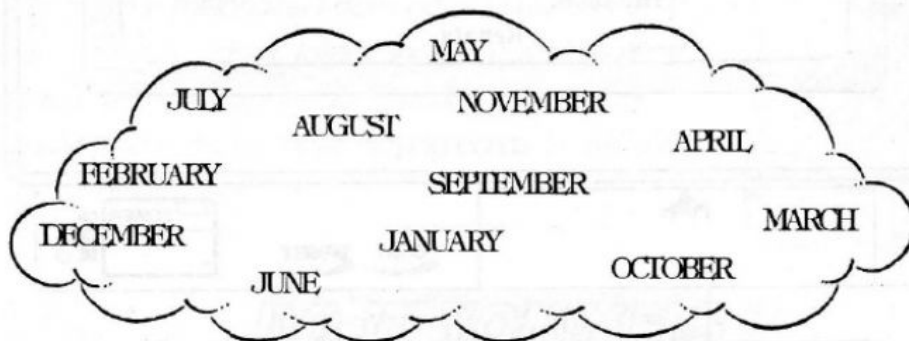 MAY
JULY
NOVEMBER
AUGUST
APRIL
FEBRUARY
SEPTEMBER
MARCH
DECEMBER
JANUARY
OCTOBER
JUNE